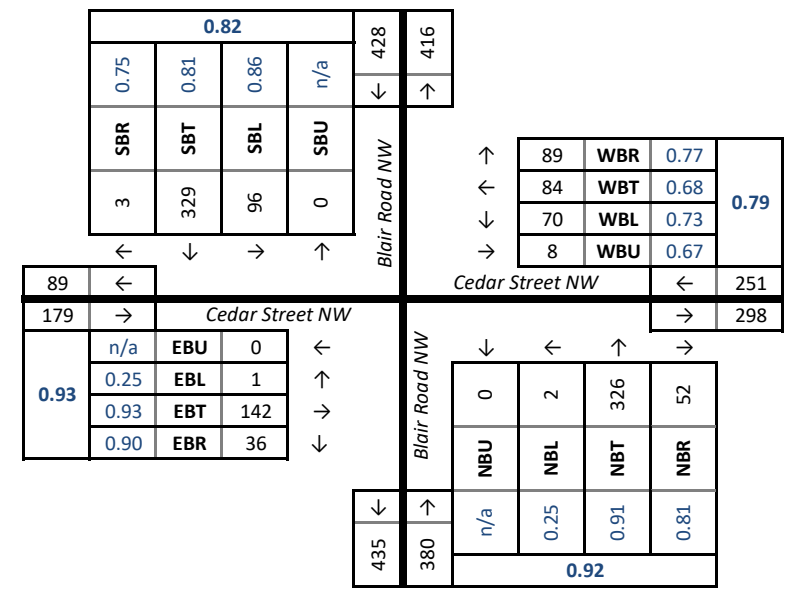 0.82
428
416
0.75
0.81
0.86
n/a
↓ ↑
SBR
SBT
SBL
SBU
3
329
96
0
Blair Road NW
← ↓ → ↑
↑ 89 WBR 0.77
← 84 WBT 0.68
↓ 70 WBL 0.73
→ 8 WBU 0.67
0.79
89 ←
Cedar Street NW
← 251
179 →
Cedar Street NW
→ 298
0.93
n/a EBU 0 ←
0.25 EBL 1 ↑
0.93 EBT 142 →
0.90 EBR 36 ↓
Blair Road NW
↓ ← ↑ →
0
2
326
52
NBU
NBL
NBT
NBR
↓ ↑
n/a
0.25
0.91
0.81
435
380
0.92